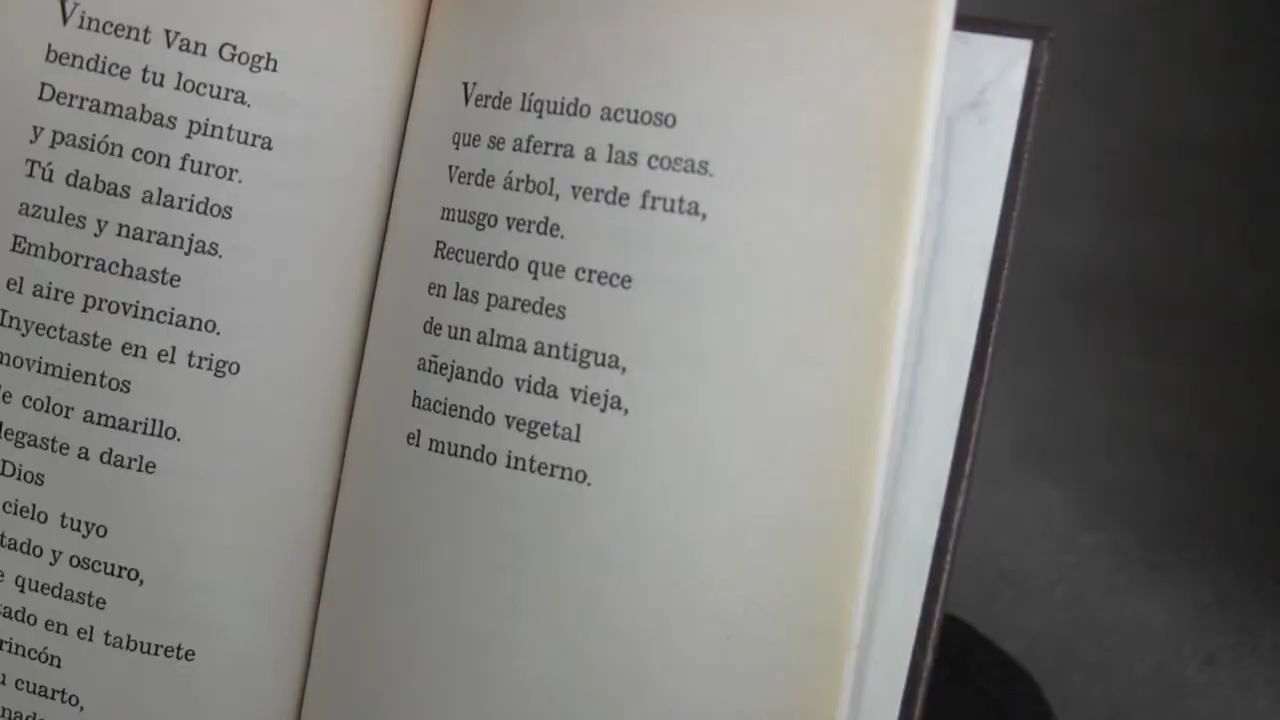 Vincent Van Gogh
bendice tu locura.
Derramabas pintura
y pasión con furor.
Tú dabas alaridos
azules y naranjas.
Emborrachaste
el aire provinciano.
Inyectaste en el trigo
movimientos
color amarillo.
a darle
Dios
cielo tuyo
y oscuro,
quedaste
en el taburete
rincón
cuarto,
Verde líquido acuoso
que se aferra a las cosas.
Verde árbol, verde fruta,
musgo verde.
Recuerdo que crece
en las paredes
de un alma antigua,
añejando vida vieja,
haciendo vegetal
el mundo interno.